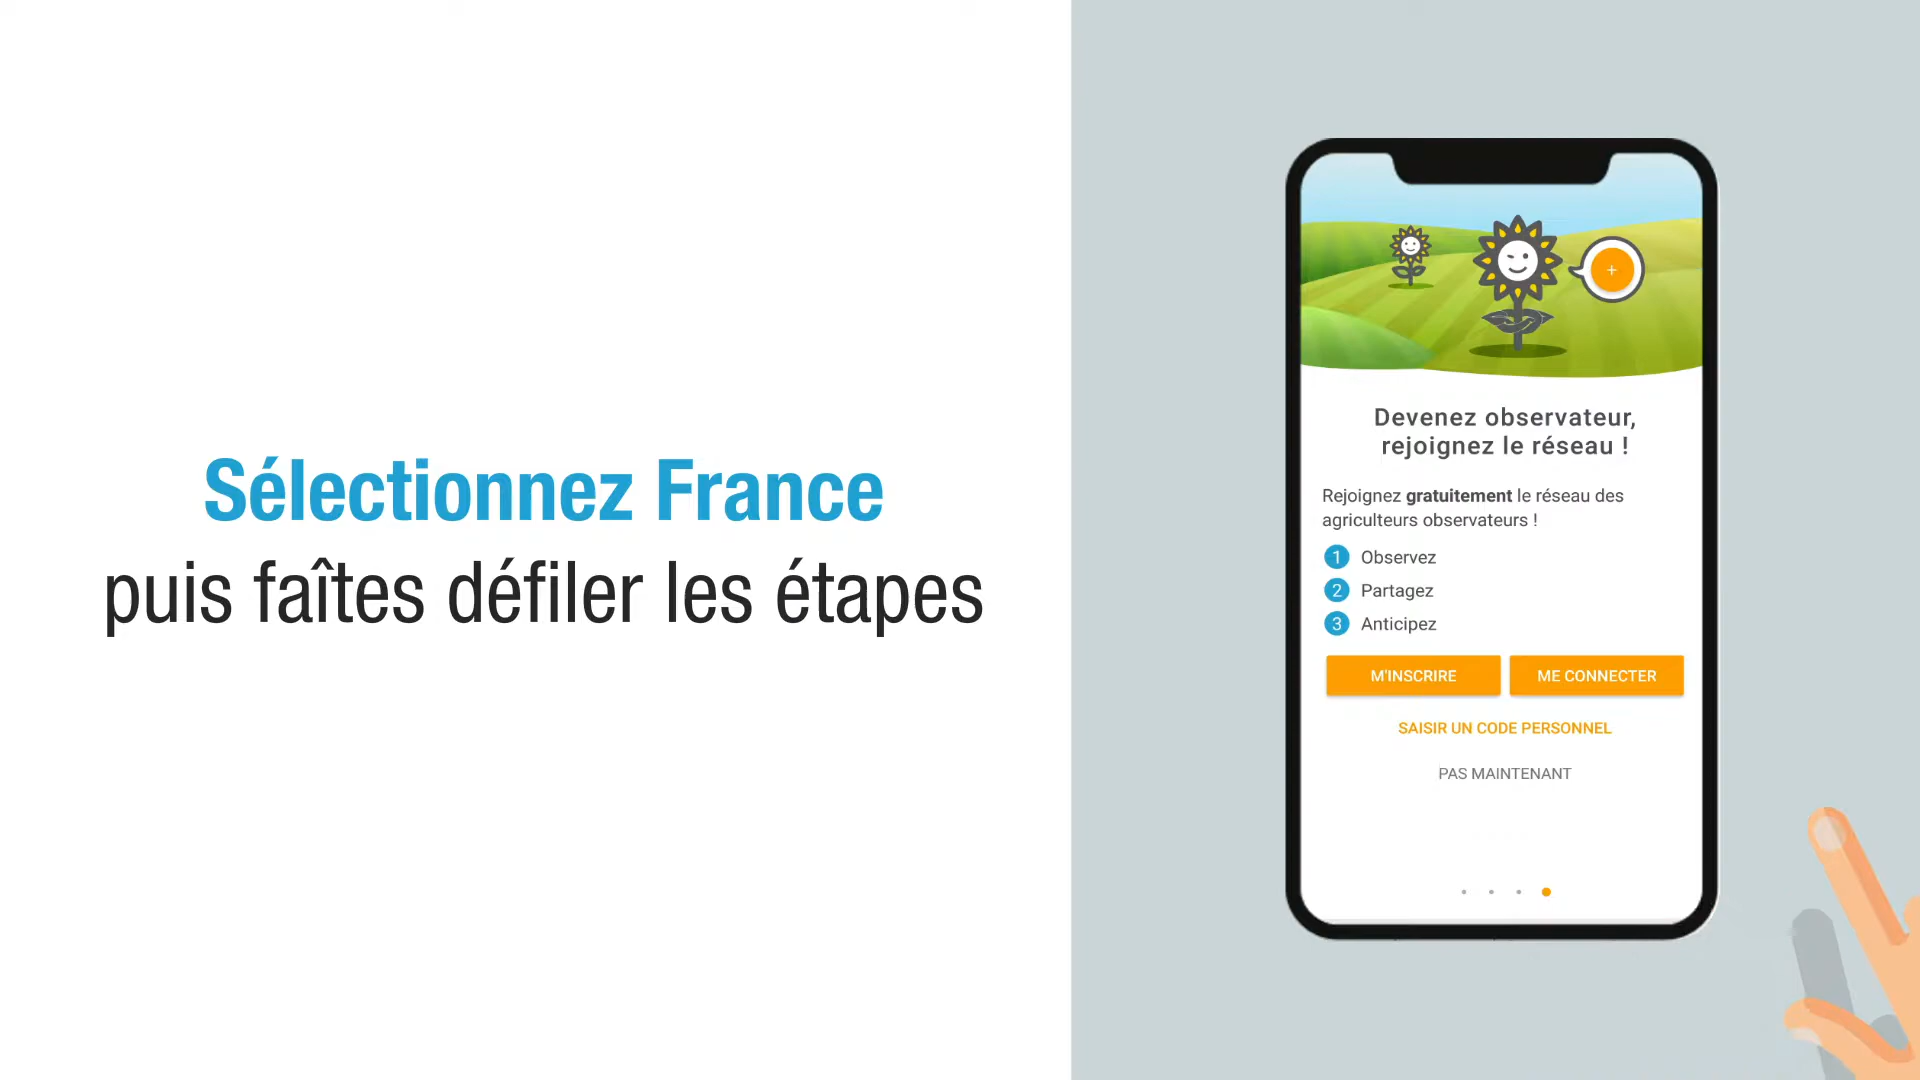 Sélectionnez France
puis faîtes défiler les étapes
+
Devenez observateur,
rejoignez le réseau !
Rejoignez gratuitement le réseau des
agriculteurs observateurs !
1 Observez
2 Partagez
3 Anticipez
M'INSCRIRE
ME CONNECTER
SAISIR UN CODE PERSONNEL
PAS MAINTENANT